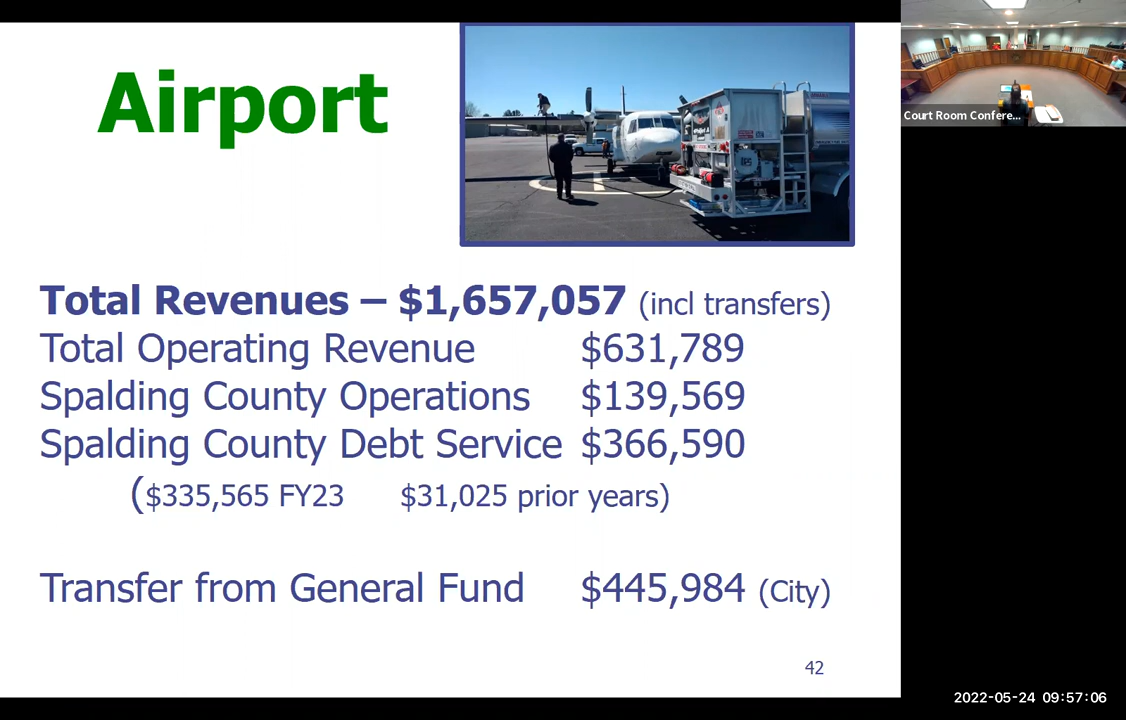 Airport
Court Room Confere...
Total Revenues – $1,657,057 (incl transfers)
Total Operating Revenue $631,789
Spalding County Operations $139,569
Spalding County Debt Service $366,590
($335,565 FY23 $31,025 prior years)
Transfer from General Fund $445,984 (City)
42
2022-05-24 09:57:06